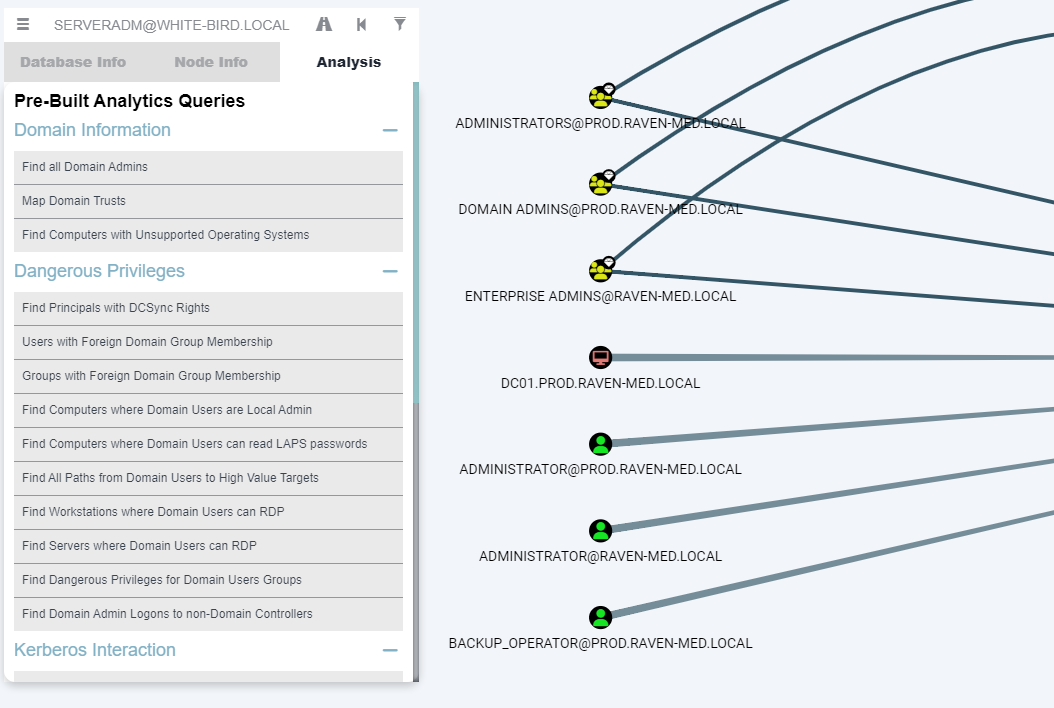 SERVERADM@WHITE-BIRD.LOCAL
Database Info Node Info Analysis
Pre-Built Analytics Queries
Domain Information
Find all Domain Admins
Map Domain Trusts
Find Computers with Unsupported Operating Systems
Dangerous Privileges
Find Principals with DCSync Rights
Users with Foreign Domain Group Membership
Groups with Foreign Domain Group Membership
Find Computers where Domain Users are Local Admin
Find Computers where Domain Users can read LAPS passwords
Find All Paths from Domain Users to High Value Targets
Find Workstations where Domain Users can RDP
Find Servers where Domain Users can RDP
Find Dangerous Privileges for Domain Users Groups
Find Domain Admin Logons to non-Domain Controllers
Kerberos Interaction
ADMINISTRATORS@PROD.RAVEN-MED.LOCAL
DOMAIN ADMINS@PROD.RAVEN-MED.LOCAL
ENTERPRISE ADMINS@RAVEN-MED.LOCAL
DC01.PROD.RAVEN-MED.LOCAL
ADMINISTRATOR@PROD.RAVEN-MED.LOCAL
ADMINISTRATOR@RAVEN-MED.LOCAL
BACKUP_OPERATOR@PROD.RAVEN-MED.LOCAL